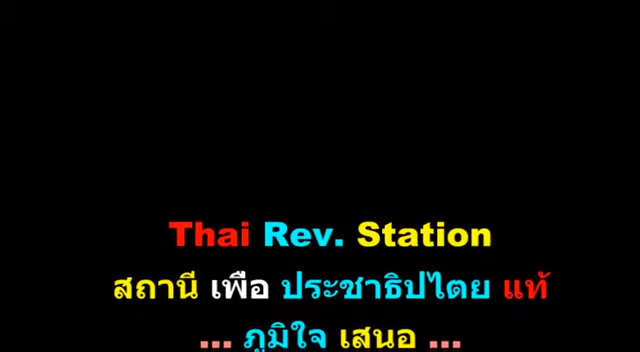 Thai Rev. Station
สถานี เพือ ประชาธิปไตย แท้
... ภูมิใจ เสนอ ...